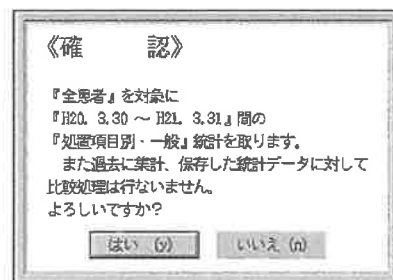 《確　　認》
『全患者』を対象に
『H20. 3.30 ～ H21. 3.31』間の
『処置項目別・一般』統計を取ります。
　また過去に集計、保存した統計データに対して
比較処理は行ないません。
よろしいですか?
はい (y)　いいえ (n)